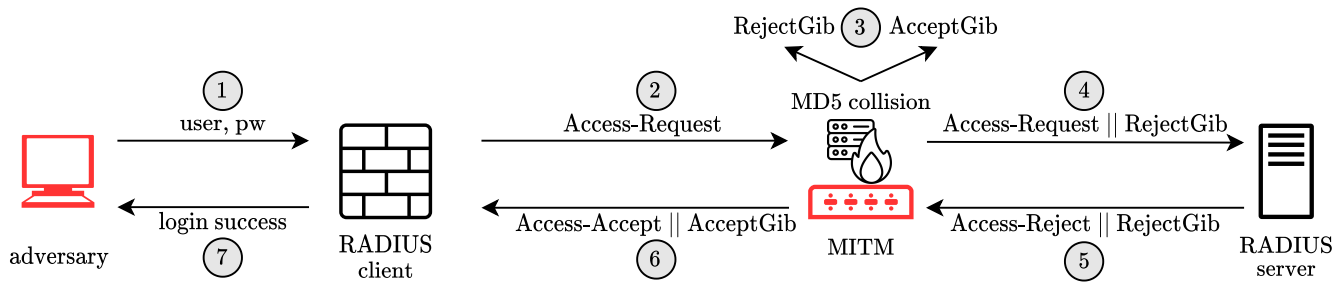 RejectGib 3 AcceptGib
1
2
MD5 collision
4
user, pw
Access-Request
Access-Request || RejectGib
login success
Access-Accept || AcceptGib
Access-Reject || RejectGib
adversary
7
RADIUS
client
6
MITM
5
RADIUS
server